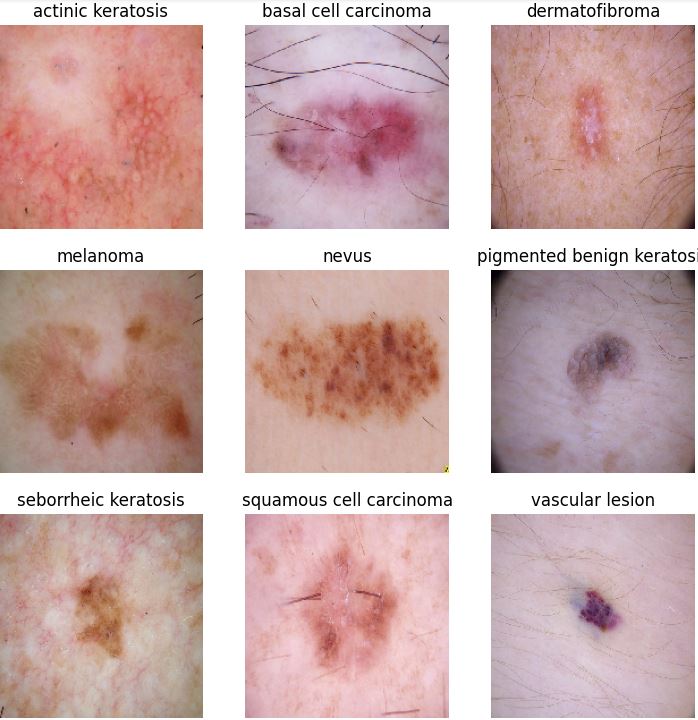 actinic keratosis
basal cell carcinoma
dermatofibroma
melanoma
nevus
pigmented benign keratosi
seborrheic keratosis
squamous cell carcinoma
vascular lesion